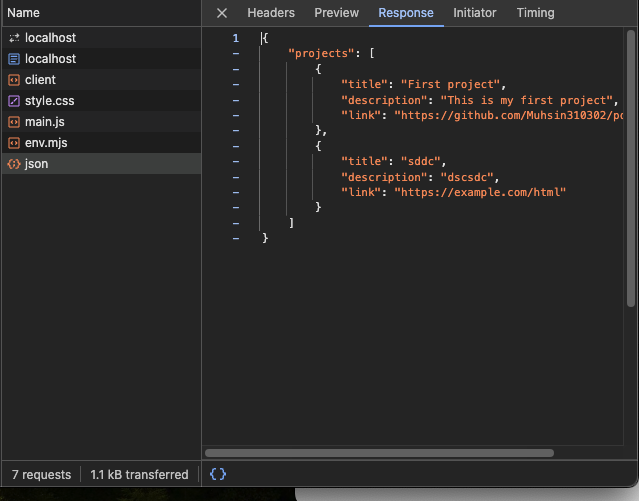 Name
Headers
Preview
Response
Initiator
Timing
localhost
localhost
client
style.css
main.js
env.mjs
json
1 {
"projects": [
{
"title": "First project",
"description": "This is my first project",
"link": "https://github.com/Muhsin310302/po
},
{
"title": "sddc",
"description": "dscsdc",
"link": "https://example.com/html"
}
]
}
7 requests
1.1 kB transferred
{}